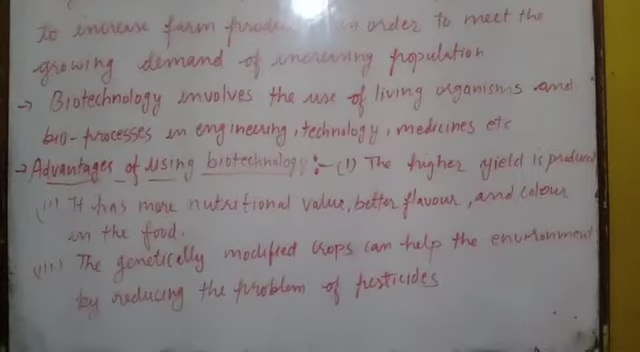 to increase farm produ in order to meet the
growing demand of increasing population
→ Biotechnology involves the use of living organisms and
bio-processes in engineering, technology, medicines etc
→ Advantages of using biotechnology :- (i) The higher yield is produced
(ii) It has more nutritional value, better flavour, and colour
in the food.
(iii) The genetically modified crops can help the environment
by reducing the problem of pesticides